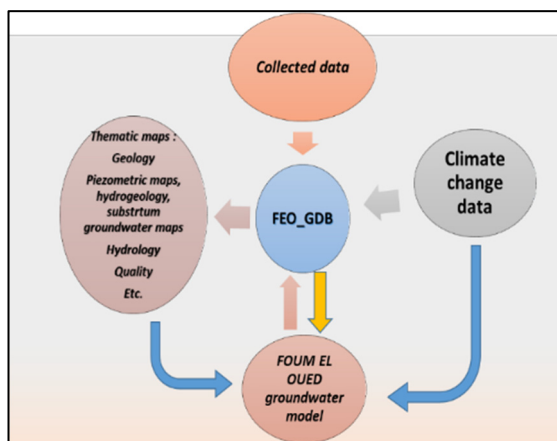 Collected data
Thematic maps :
Geology
Piezometric maps,
hydrogeology,
substrtum
groundwater maps
Hydrology
Quality
Etc.
FEO_GDB
Climate
change
data
FOUM EL
OUED
groundwater
model